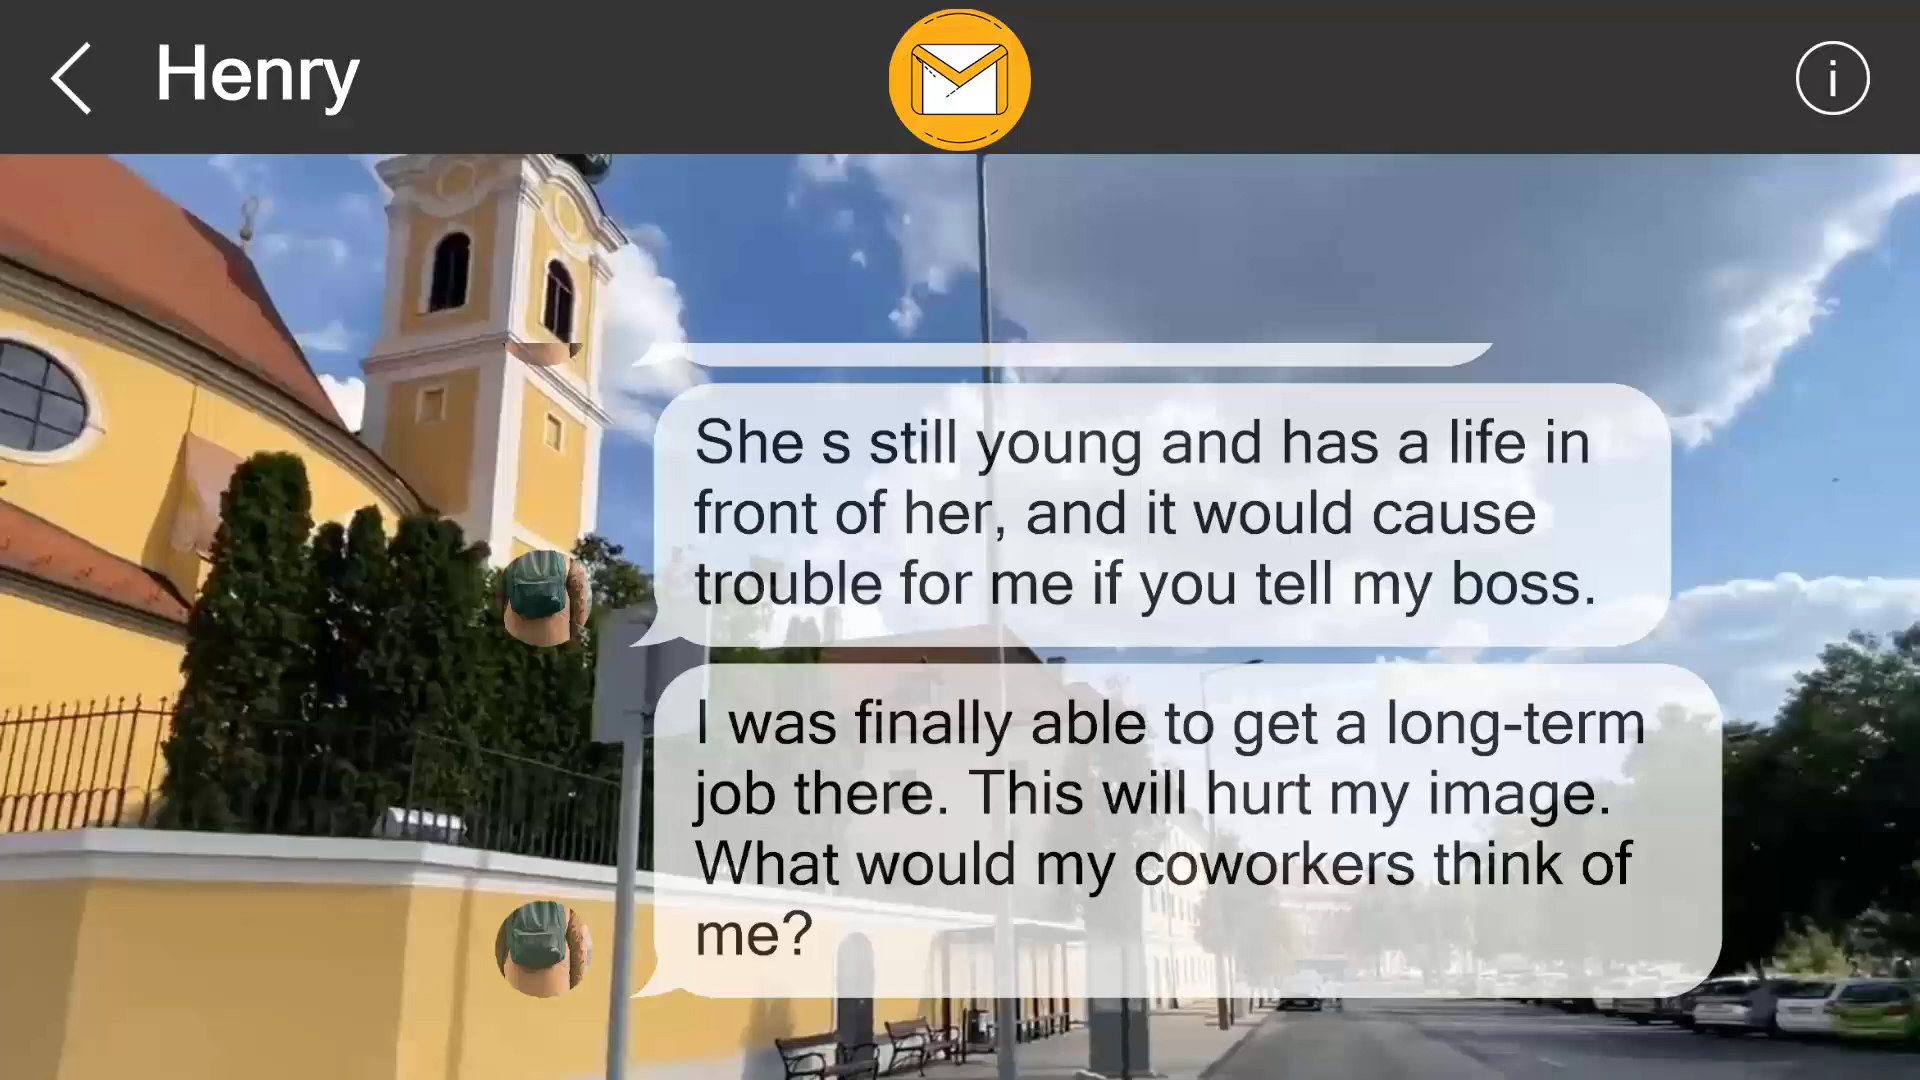 Henry
i
She s still young and has a life in
front of her, and it would cause
trouble for me if you tell my boss.
I was finally able to get a long-term
job there. This will hurt my image.
What would my coworkers think of
me?